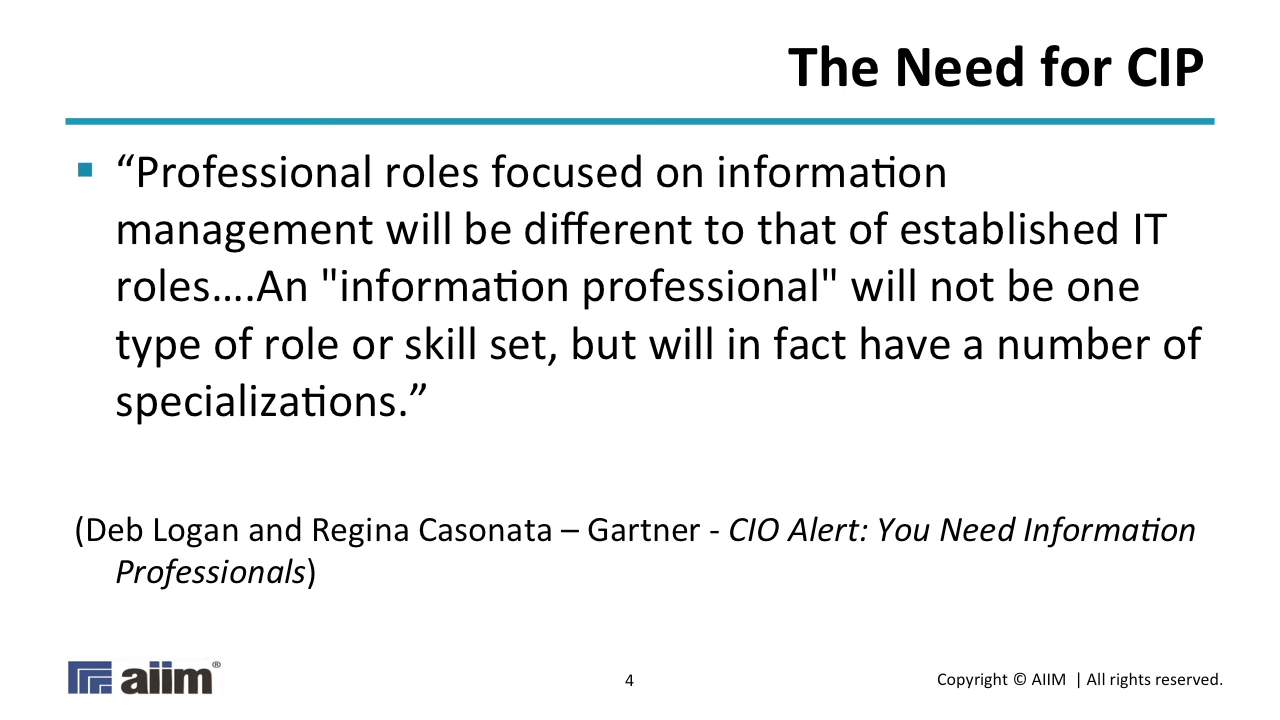 The Need for CIP
▪ “Professional roles focused on information
management will be different to that of established IT
roles….An "information professional" will not be one
type of role or skill set, but will in fact have a number of
specializations.”
(Deb Logan and Regina Casonata – Gartner - CIO Alert: You Need Information
Professionals)
aiim®
4
Copyright © AIIM | All rights reserved.